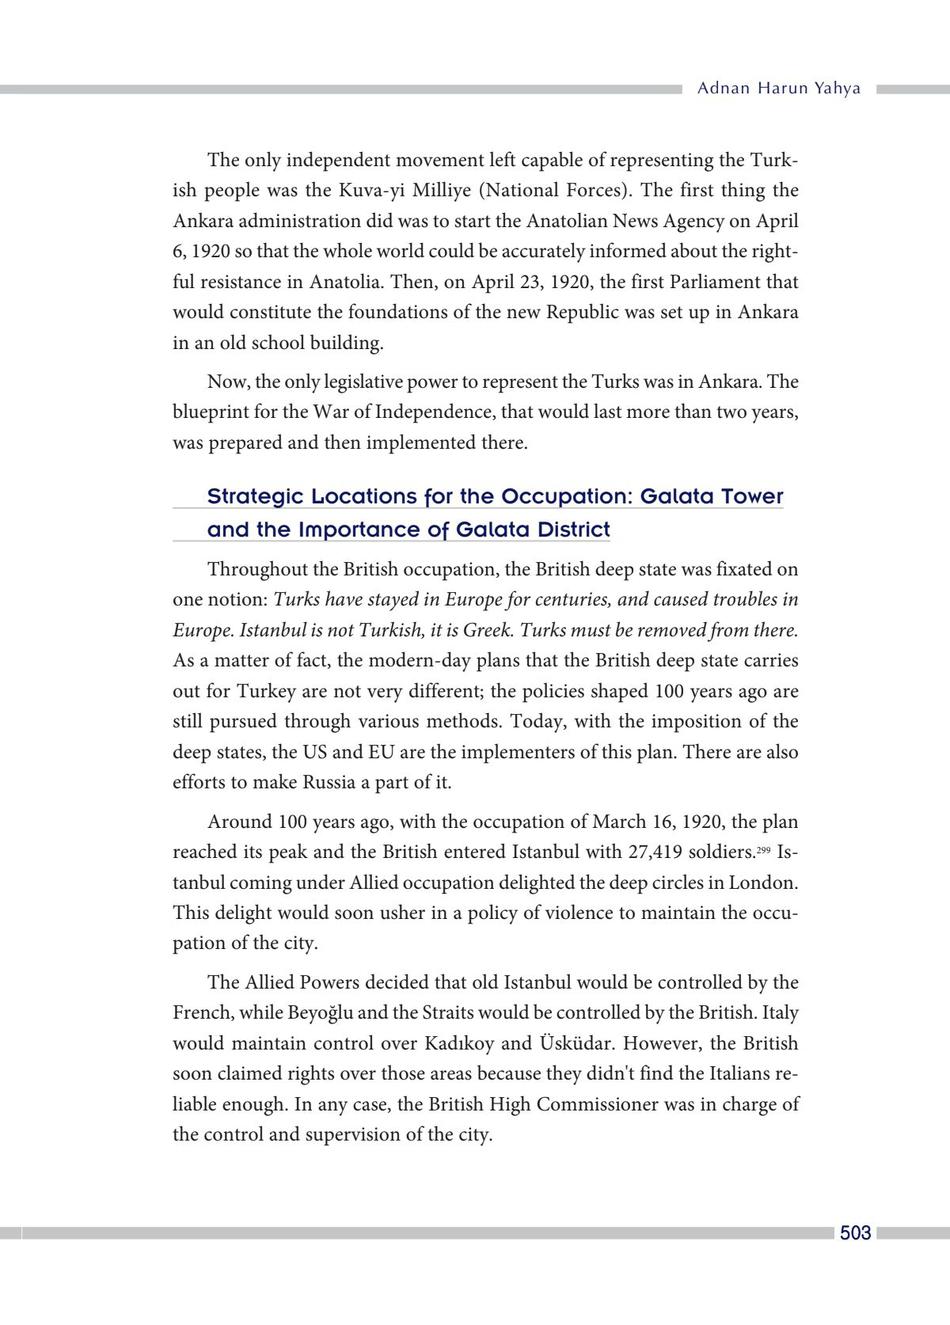 Adnan Harun Yahya
The only independent movement left capable of representing the Turk-
ish people was the Kuva-yi Milliye (National Forces). The first thing the
Ankara administration did was to start the Anatolian News Agency on April
6, 1920 so that the whole world could be accurately informed about the right-
ful resistance in Anatolia. Then, on April 23, 1920, the first Parliament that
would constitute the foundations of the new Republic was set up in Ankara
in an old school building.
Now, the only legislative power to represent the Turks was in Ankara. The
blueprint for the War of Independence, that would last more than two years,
was prepared and then implemented there.
Strategic Locations for the Occupation: Galata Tower
and the Importance of Galata District
Throughout the British occupation, the British deep state was fixated on
one notion: Turks have stayed in Europe for centuries, and caused troubles in
Europe. Istanbul is not Turkish, it is Greek. Turks must be removed from there.
As a matter of fact, the modern-day plans that the British deep state carries
out for Turkey are not very different; the policies shaped 100 years ago are
still pursued through various methods. Today, with the imposition of the
deep states, the US and EU are the implementers of this plan. There are also
efforts to make Russia a part of it.
Around 100 years ago, with the occupation of March 16, 1920, the plan
reached its peak and the British entered Istanbul with 27,419 soldiers.299 Is-
tanbul coming under Allied occupation delighted the deep circles in London.
This delight would soon usher in a policy of violence to maintain the occu-
pation of the city.
The Allied Powers decided that old Istanbul would be controlled by the
French, while Beyoğlu and the Straits would be controlled by the British. Italy
would maintain control over Kadıkoy and Üsküdar. However, the British
soon claimed rights over those areas because they didn't find the Italians re-
liable enough. In any case, the British High Commissioner was in charge of
the control and supervision of the city.
503